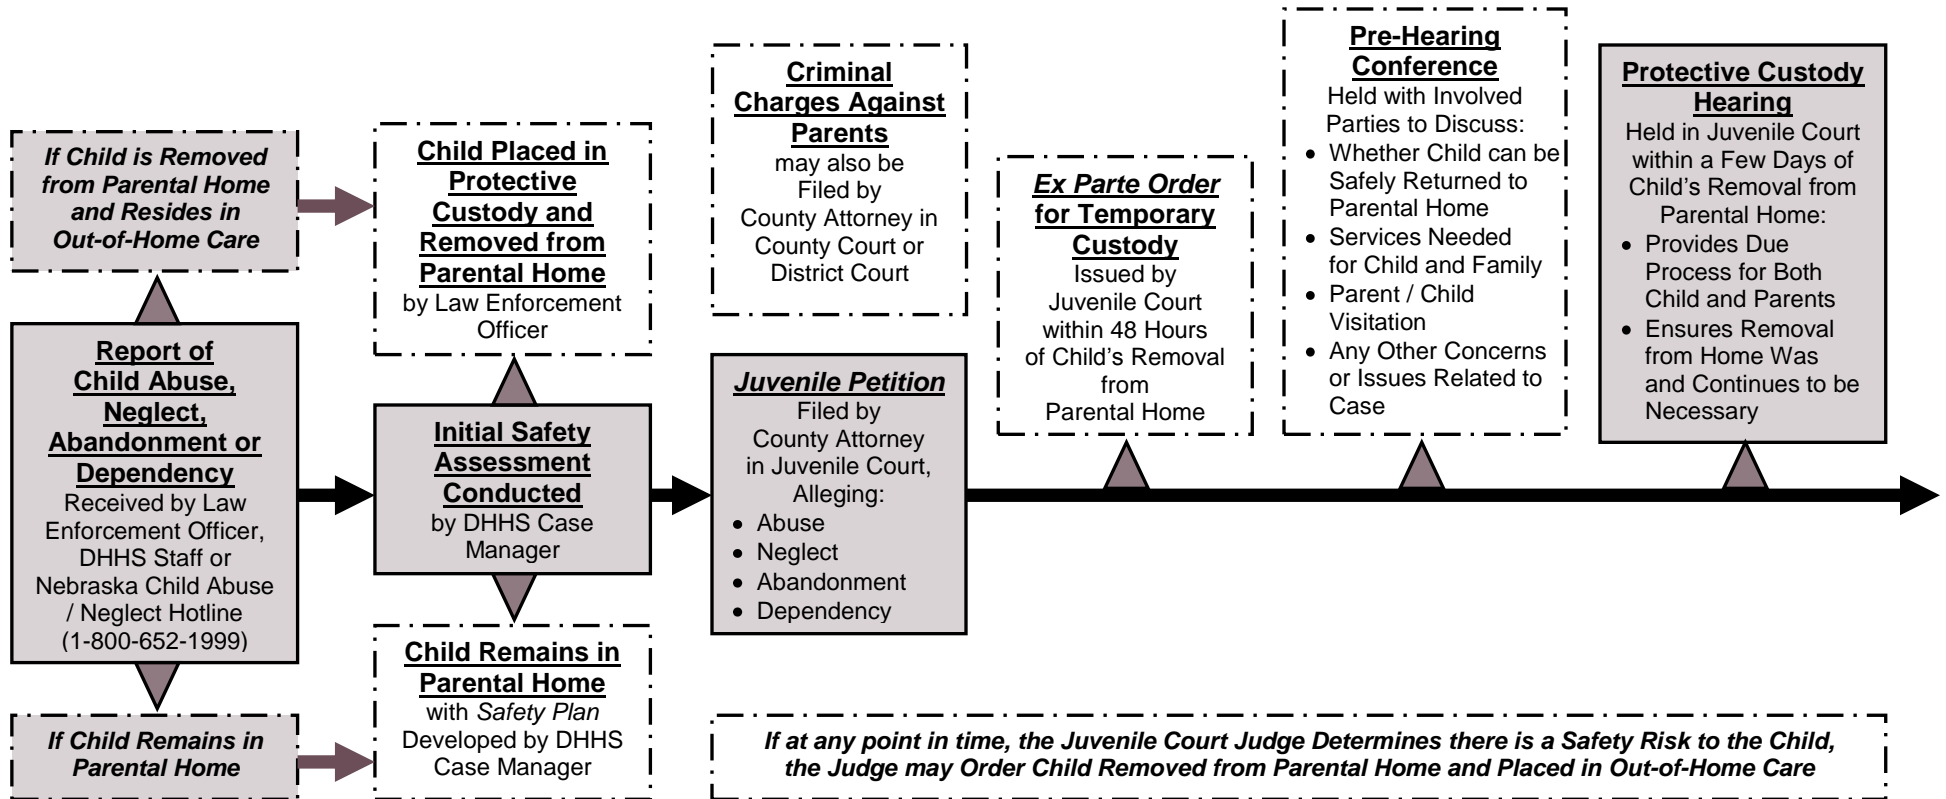 If Child is Removed
from Parental Home
and Resides in
Out-of-Home Care
Report of
Child Abuse,
Neglect,
Abandonment or
Dependency
Received by Law
Enforcement Officer,
DHHS Staff or
Nebraska Child Abuse
/ Neglect Hotline
(1-800-652-1999)
If Child Remains in
Parental Home
Child Placed in
Protective
Custody and
Removed from
Parental Home
by Law Enforcement
Officer
Initial Safety
Assessment
Conducted
by DHHS Case
Manager
Child Remains in
Parental Home
with Safety Plan
Developed by DHHS
Case Manager
Criminal
Charges Against
Parents
may also be
Filed by
County Attorney in
County Court or
District Court
Juvenile Petition
Filed by
County Attorney
in Juvenile Court,
Alleging:
• Abuse
• Neglect
• Abandonment
• Dependency
Ex Parte Order
for Temporary
Custody
Issued by
Juvenile Court
within 48 Hours
of Child's Removal
from
Parental Home
Pre-Hearing
Conference
Held with Involved
Parties to Discuss:
• Whether Child can be
Safely Returned to
Parental Home
• Services Needed
for Child and Family
• Parent / Child
Visitation
• Any Other Concerns
or Issues Related to
Case
Protective Custody
Hearing
Held in Juvenile Court
within a Few Days of
Child's Removal from
Parental Home:
• Provides Due
Process for Both
Child and Parents
• Ensures Removal
from Home Was
and Continues to be
Necessary
If at any point in time, the Juvenile Court Judge Determines there is a Safety Risk to the Child,
the Judge may Order Child Removed from Parental Home and Placed in Out-of-Home Care